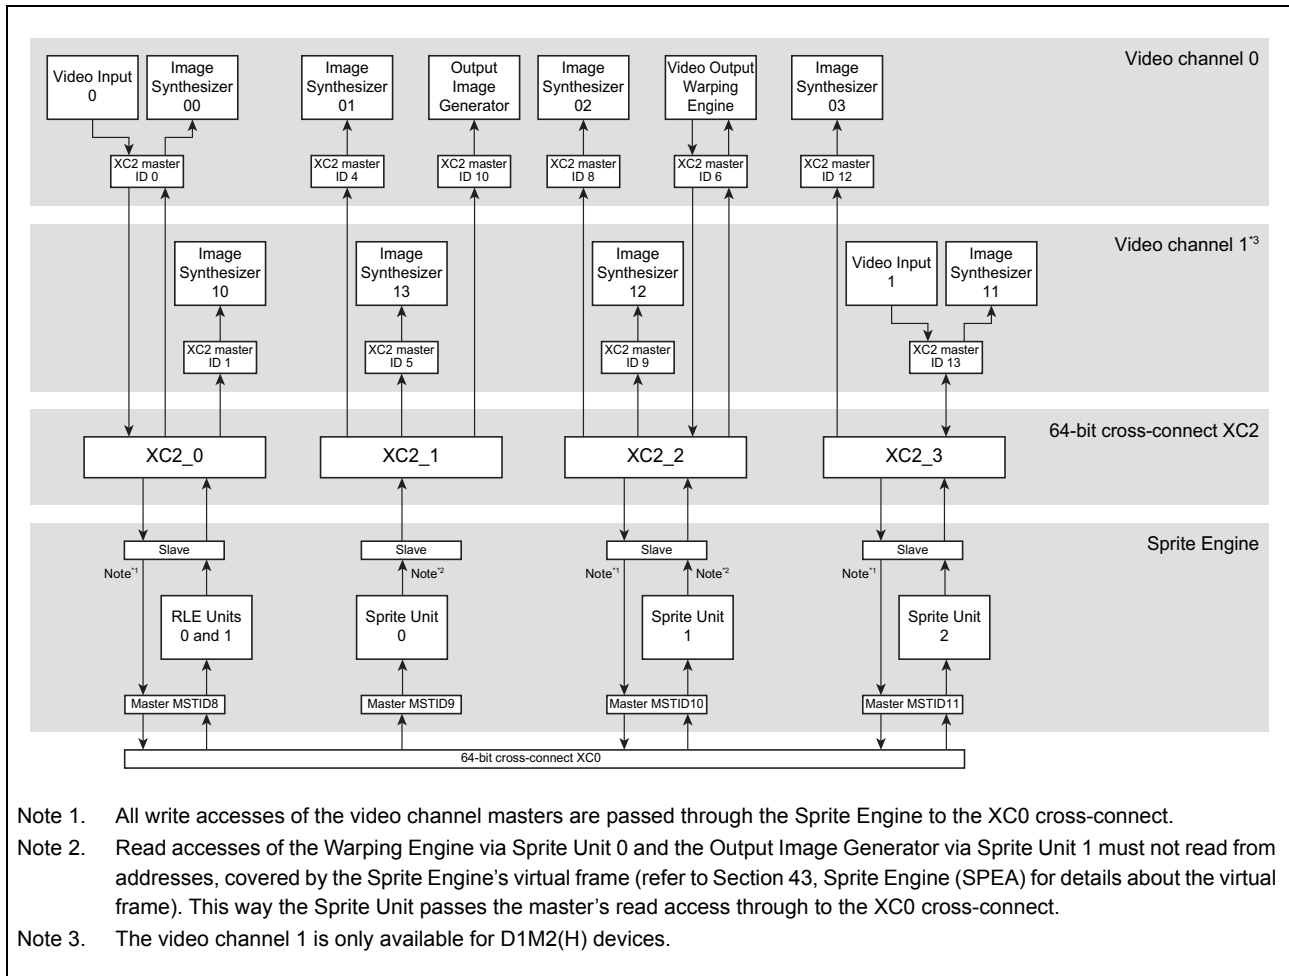 Video channel 0
Video Input
0
Image
Synthesizer
00
Image
Synthesizer
01
Output
Image
Generator
Image
Synthesizer
02
Video Output
Warping
Engine
Image
Synthesizer
03
XC2 master
ID 0
XC2 master
ID 4
XC2 master
ID 10
XC2 master
ID 8
XC2 master
ID 6
XC2 master
ID 12
Video channel 1*3
Image
Synthesizer
10
Image
Synthesizer
13
Image
Synthesizer
12
Video Input
1
Image
Synthesizer
11
XC2 master
ID 1
XC2 master
ID 5
XC2 master
ID 9
XC2 master
ID 13
64-bit cross-connect XC2
XC2_0
XC2_1
XC2_2
XC2_3
Sprite Engine
Slave
Slave
Slave
Slave
Note*1
Note*2
Note*1
Note*2
Note*1
RLE Units
0 and 1
Sprite Unit
0
Sprite Unit
1
Sprite Unit
2
Master MSTID8
Master MSTID9
Master MSTID10
Master MSTID11
64-bit cross-connect XC0
Note 1. All write accesses of the video channel masters are passed through the Sprite Engine to the XC0 cross-connect.
Note 2. Read accesses of the Warping Engine via Sprite Unit 0 and the Output Image Generator via Sprite Unit 1 must not read from
addresses, covered by the Sprite Engine's virtual frame (refer to Section 43, Sprite Engine (SPEA) for details about the virtual
frame). This way the Sprite Unit passes the master's read access through to the XC0 cross-connect.
Note 3. The video channel 1 is only available for D1M2(H) devices.